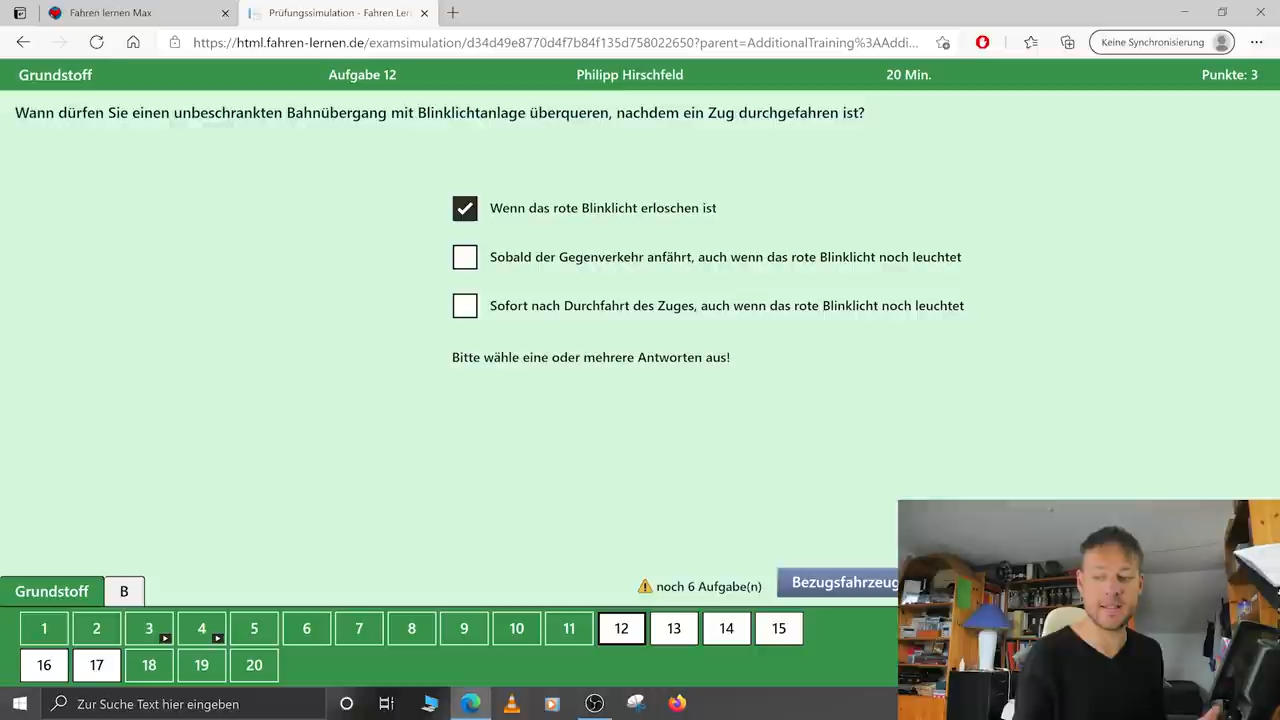 Fahren lernen Max
Prüfungssimulation - Fahren Ler
https://html.fahren-lernen.de/examsimulation/d34d49e8770d4f7b84f135d758022650?parent=AdditionalTraining%3AAddi...
Keine Synchronisierung
Grundstoff
Aufgabe 12
Philipp Hirschfeld
20 Min.
Punkte: 3
Wann dürfen Sie einen unbeschrankten Bahnübergang mit Blinklichtanlage überqueren, nachdem ein Zug durchgefahren ist?
Wenn das rote Blinklicht erloschen ist
Sobald der Gegenverkehr anfährt, auch wenn das rote Blinklicht noch leuchtet
Sofort nach Durchfahrt des Zuges, auch wenn das rote Blinklicht noch leuchtet
Bitte wähle eine oder mehrere Antworten aus!
Grundstoff
B
noch 6 Aufgabe(n)
Bezugsfahrzeug
1 2 3 4 5 6 7 8 9 10 11 12 13 14 15
16 17 18 19 20
Zur Suche Text hier eingeben